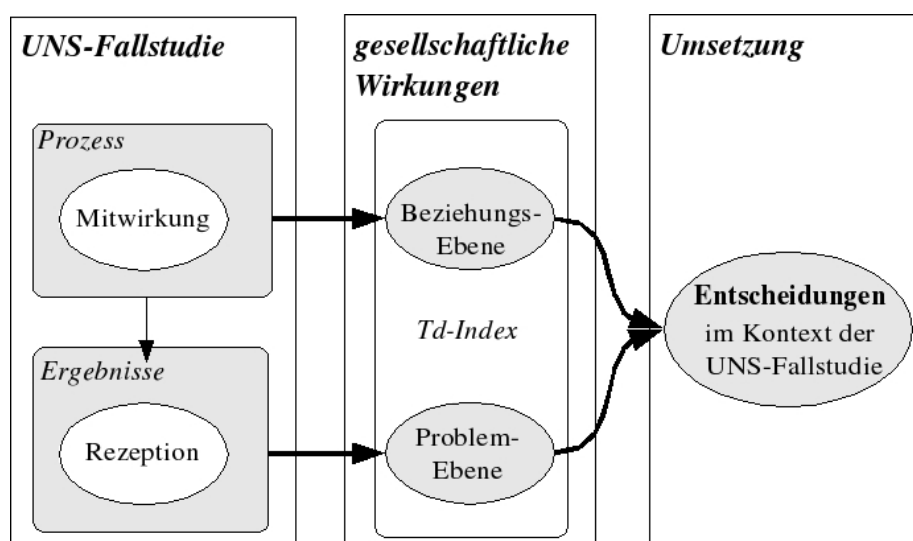 UNS-Fallstudie
Prozess
Mitwirkung
Ergebnisse
Rezeption
gesellschaftliche
Wirkungen
Beziehungs-
Ebene
Td-Index
Problem-
Ebene
Umsetzung
Entscheidungen
im Kontext der
UNS-Fallstudie